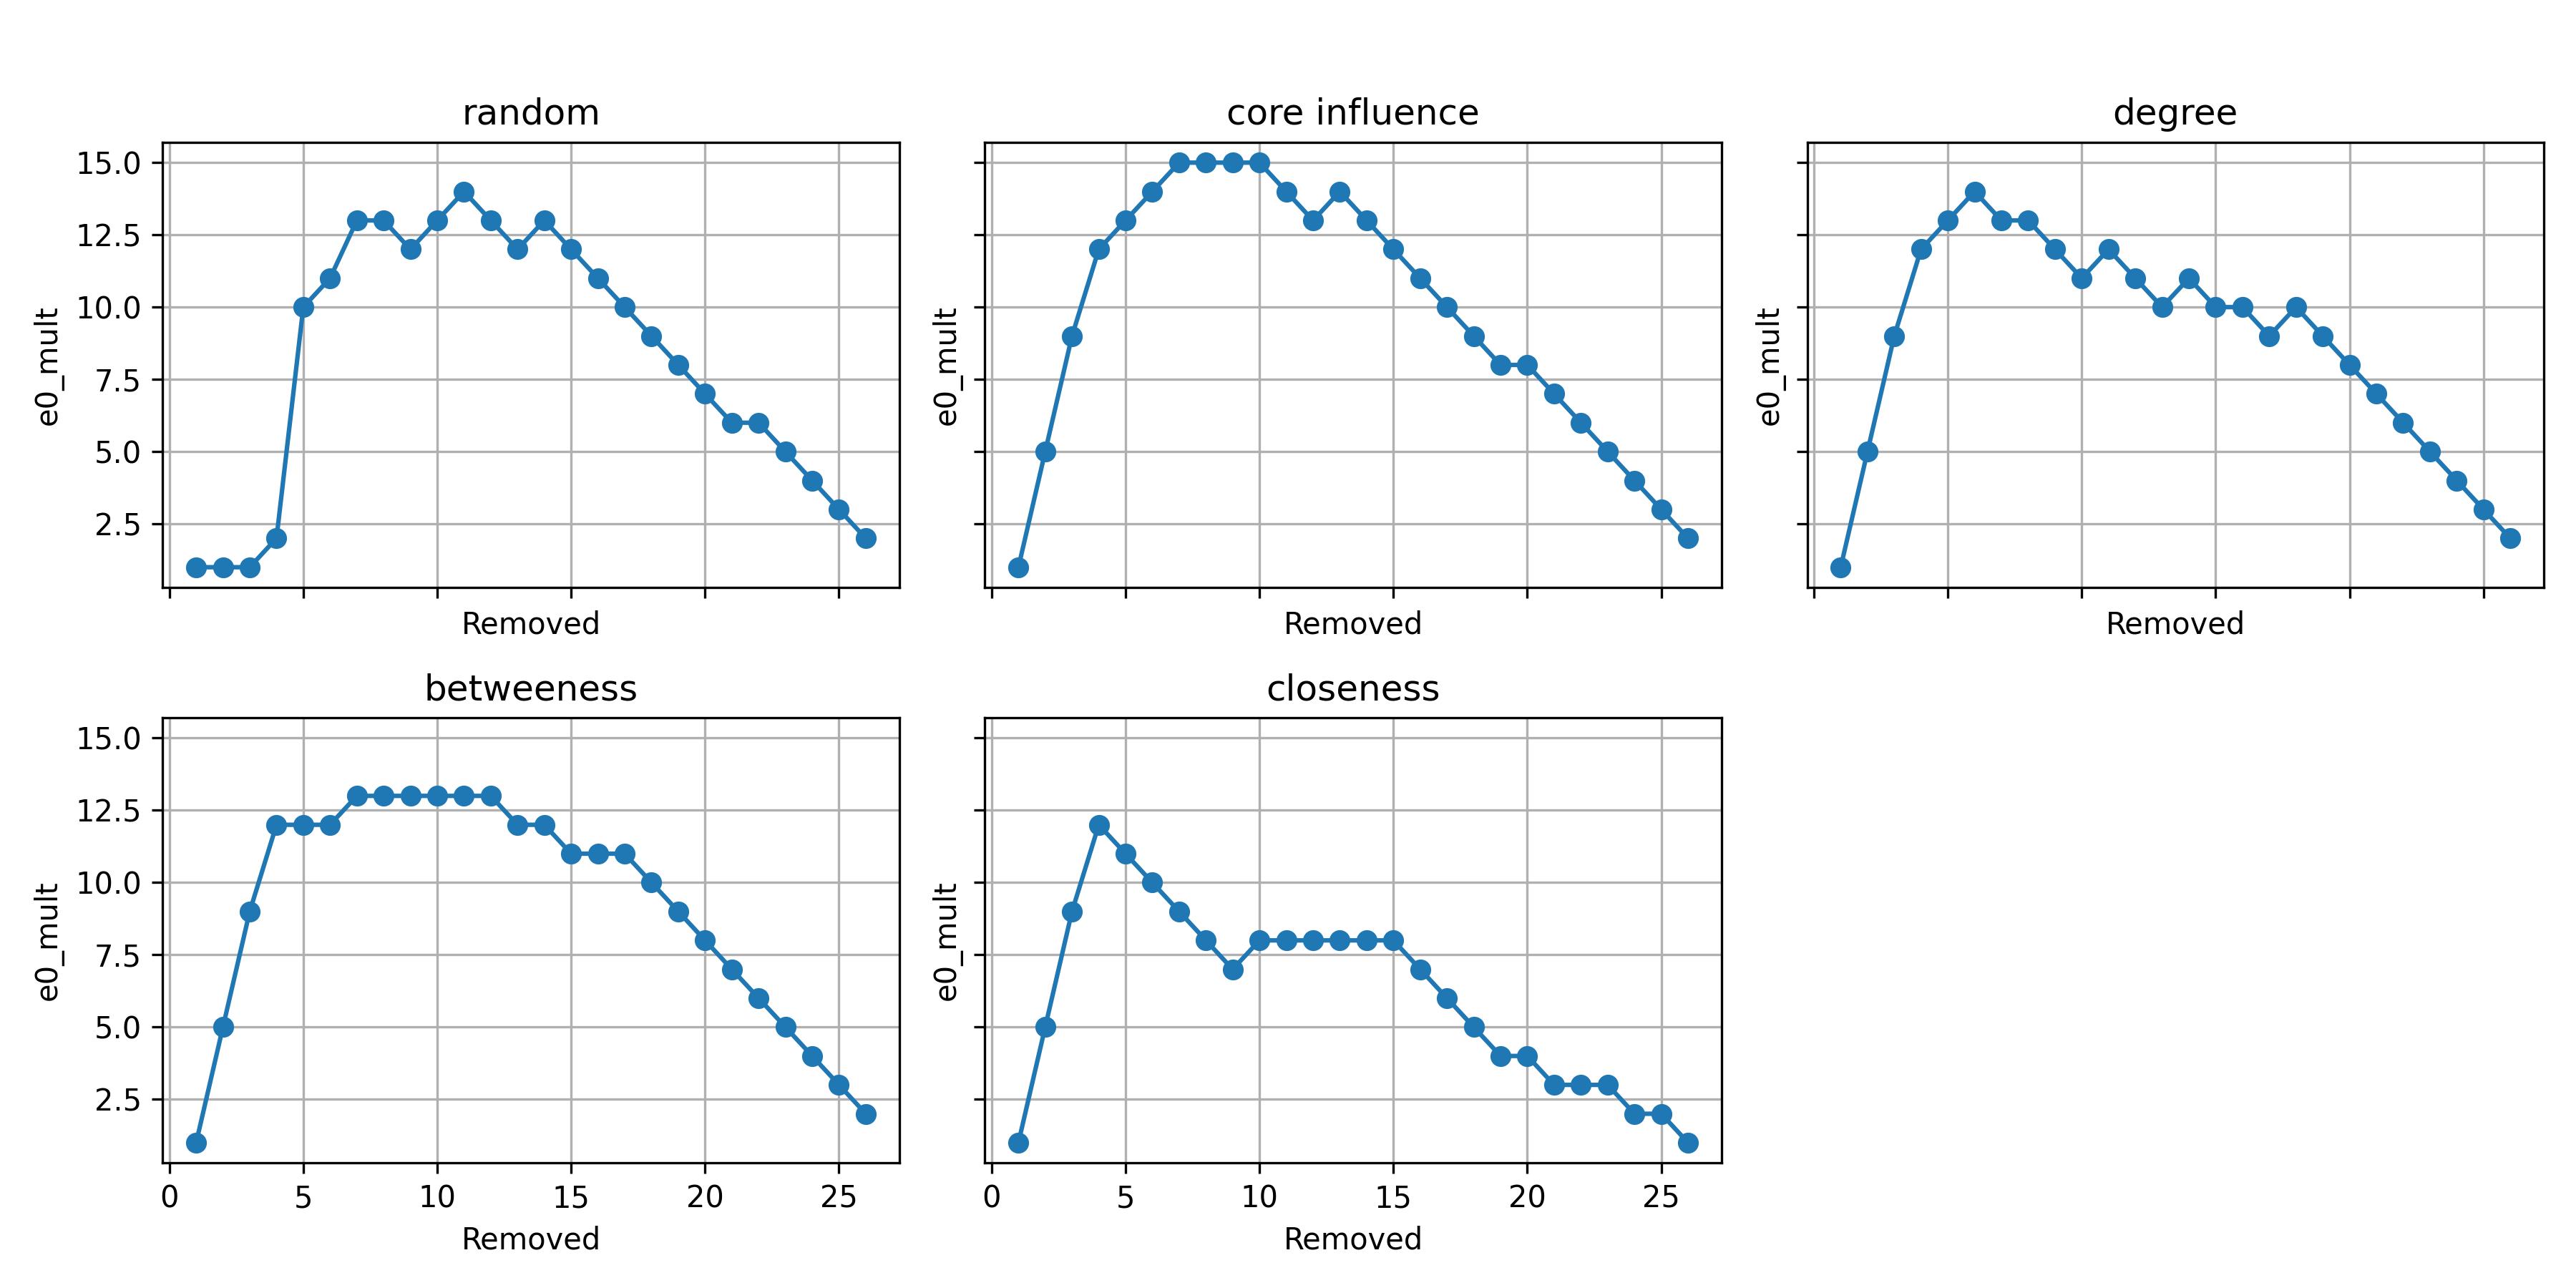 random
core influence
degree
15.0
12.5
10.0
7.5
5.0
2.5
e0_mult
e0_mult
e0_mult
Removed
Removed
Removed
betweeness
closeness
15.0
12.5
10.0
7.5
5.0
2.5
e0_mult
e0_mult
0 5 10 15 20 25
0 5 10 15 20 25
Removed
Removed